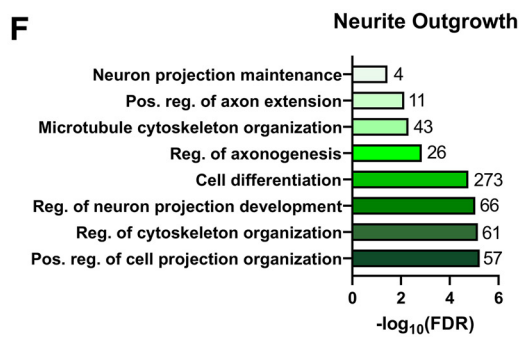 F
Neurite Outgrowth
Neuron projection maintenance 4
Pos. reg. of axon extension 11
Microtubule cytoskeleton organization 43
Reg. of axonogenesis 26
Cell differentiation 273
Reg. of neuron projection development 66
Reg. of cytoskeleton organization 61
Pos. reg. of cell projection organization 57
0 2 4 6
-log₁₀(FDR)